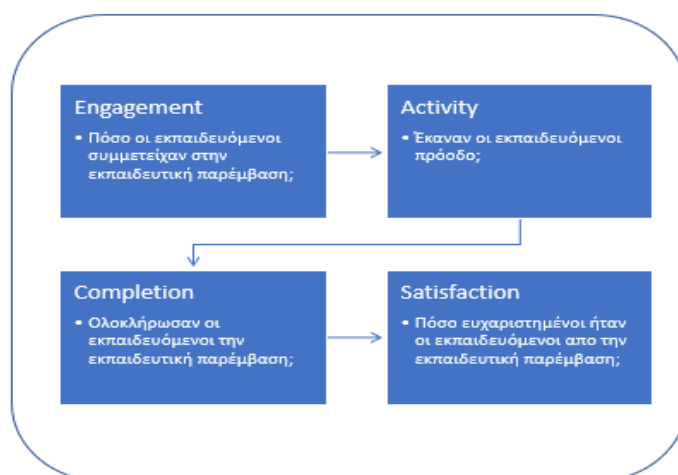 Engagement
• Πόσο οι εκπαιδευόμενοι
συμμετείχαν στην
εκπαιδευτική παρέμβαση;
Activity
• Έκαναν οι εκπαιδευόμενοι
πρόοδο;
Completion
• Ολοκλήρωσαν οι
εκπαιδευόμενοι την
εκπαιδευτική παρέμβαση;
Satisfaction
• Πόσο ευχαριστημένοι ήταν
οι εκπαιδευόμενοι απο την
εκπαιδευτική παρέμβαση;